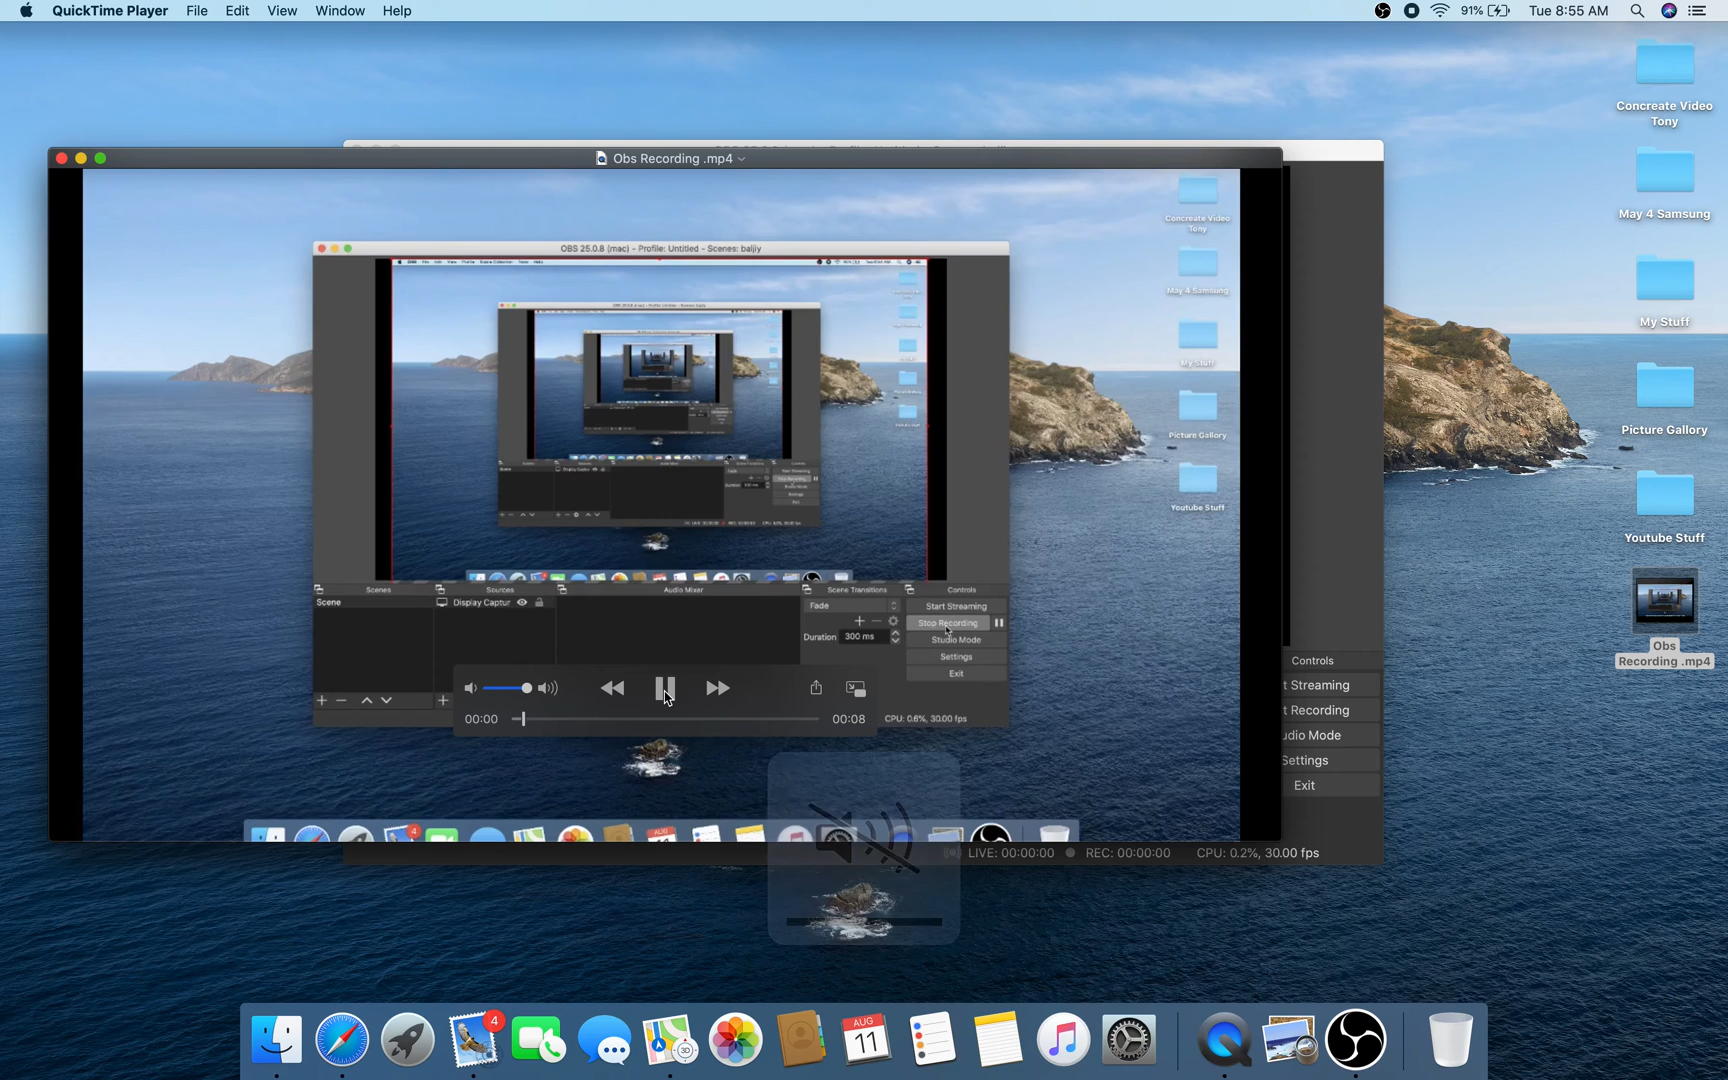 QuickTime Player File Edit View Window Help
91% Tue 8:55 AM
Obs Recording .mp4
OBS 25.0.8 (mac) - Profile: Untitled - Scenes: baljiy
Concreate Video
Tony
May 4 Samsung
My Stuff
Picture Gallory
Youtube Stuff
Scenes Sources Audio Mixer Scene Transitions Controls
Scene
Display Captur
Fade
Duration 300 ms
Start Streaming
Stop Recording
Studio Mode
Settings
Exit
00:00
00:08
CPU: 0.6%, 30.00 fps
4
Controls
t Streaming
t Recording
udio Mode
Settings
Exit
LIVE: 00:00:00 REC: 00:00:00 CPU: 0.2%, 30.00 fps
Concreate Video
Tony
May 4 Samsung
My Stuff
Picture Gallory
Youtube Stuff
Obs
Recording .mp4
4
3D
AUG
11